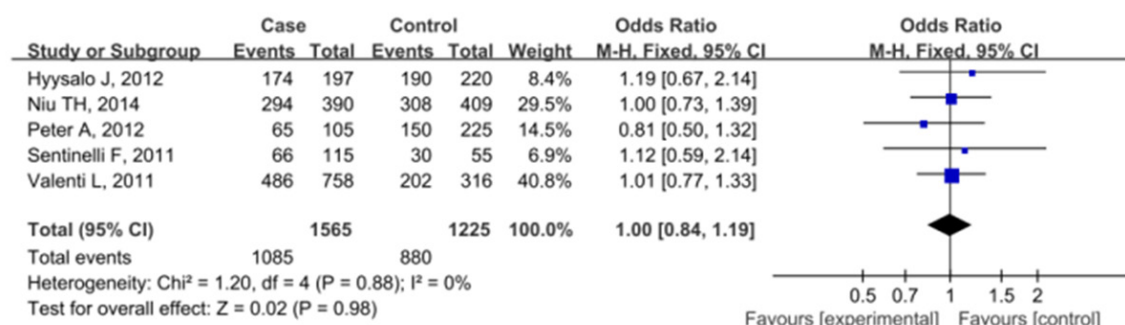 Case Control Odds Ratio Odds Ratio
Study or Subgroup Events Total Events Total Weight M-H, Fixed, 95% CI M-H, Fixed, 95% CI
Hyysalo J, 2012 174 197 190 220 8.4% 1.19 [0.67, 2.14]
Niu TH, 2014 294 390 308 409 29.5% 1.00 [0.73, 1.39]
Peter A, 2012 65 105 150 225 14.5% 0.81 [0.50, 1.32]
Sentinelli F, 2011 66 115 30 55 6.9% 1.12 [0.59, 2.14]
Valenti L, 2011 486 758 202 316 40.8% 1.01 [0.77, 1.33]
Total (95% CI) 1565 1225 100.0% 1.00 [0.84, 1.19]
Total events 1085 880
Heterogeneity: Chi² = 1.20, df = 4 (P = 0.88); I² = 0%
Test for overall effect: Z = 0.02 (P = 0.98)
0.5 0.7 1 1.5 2
Favours [experimental] Favours [control]